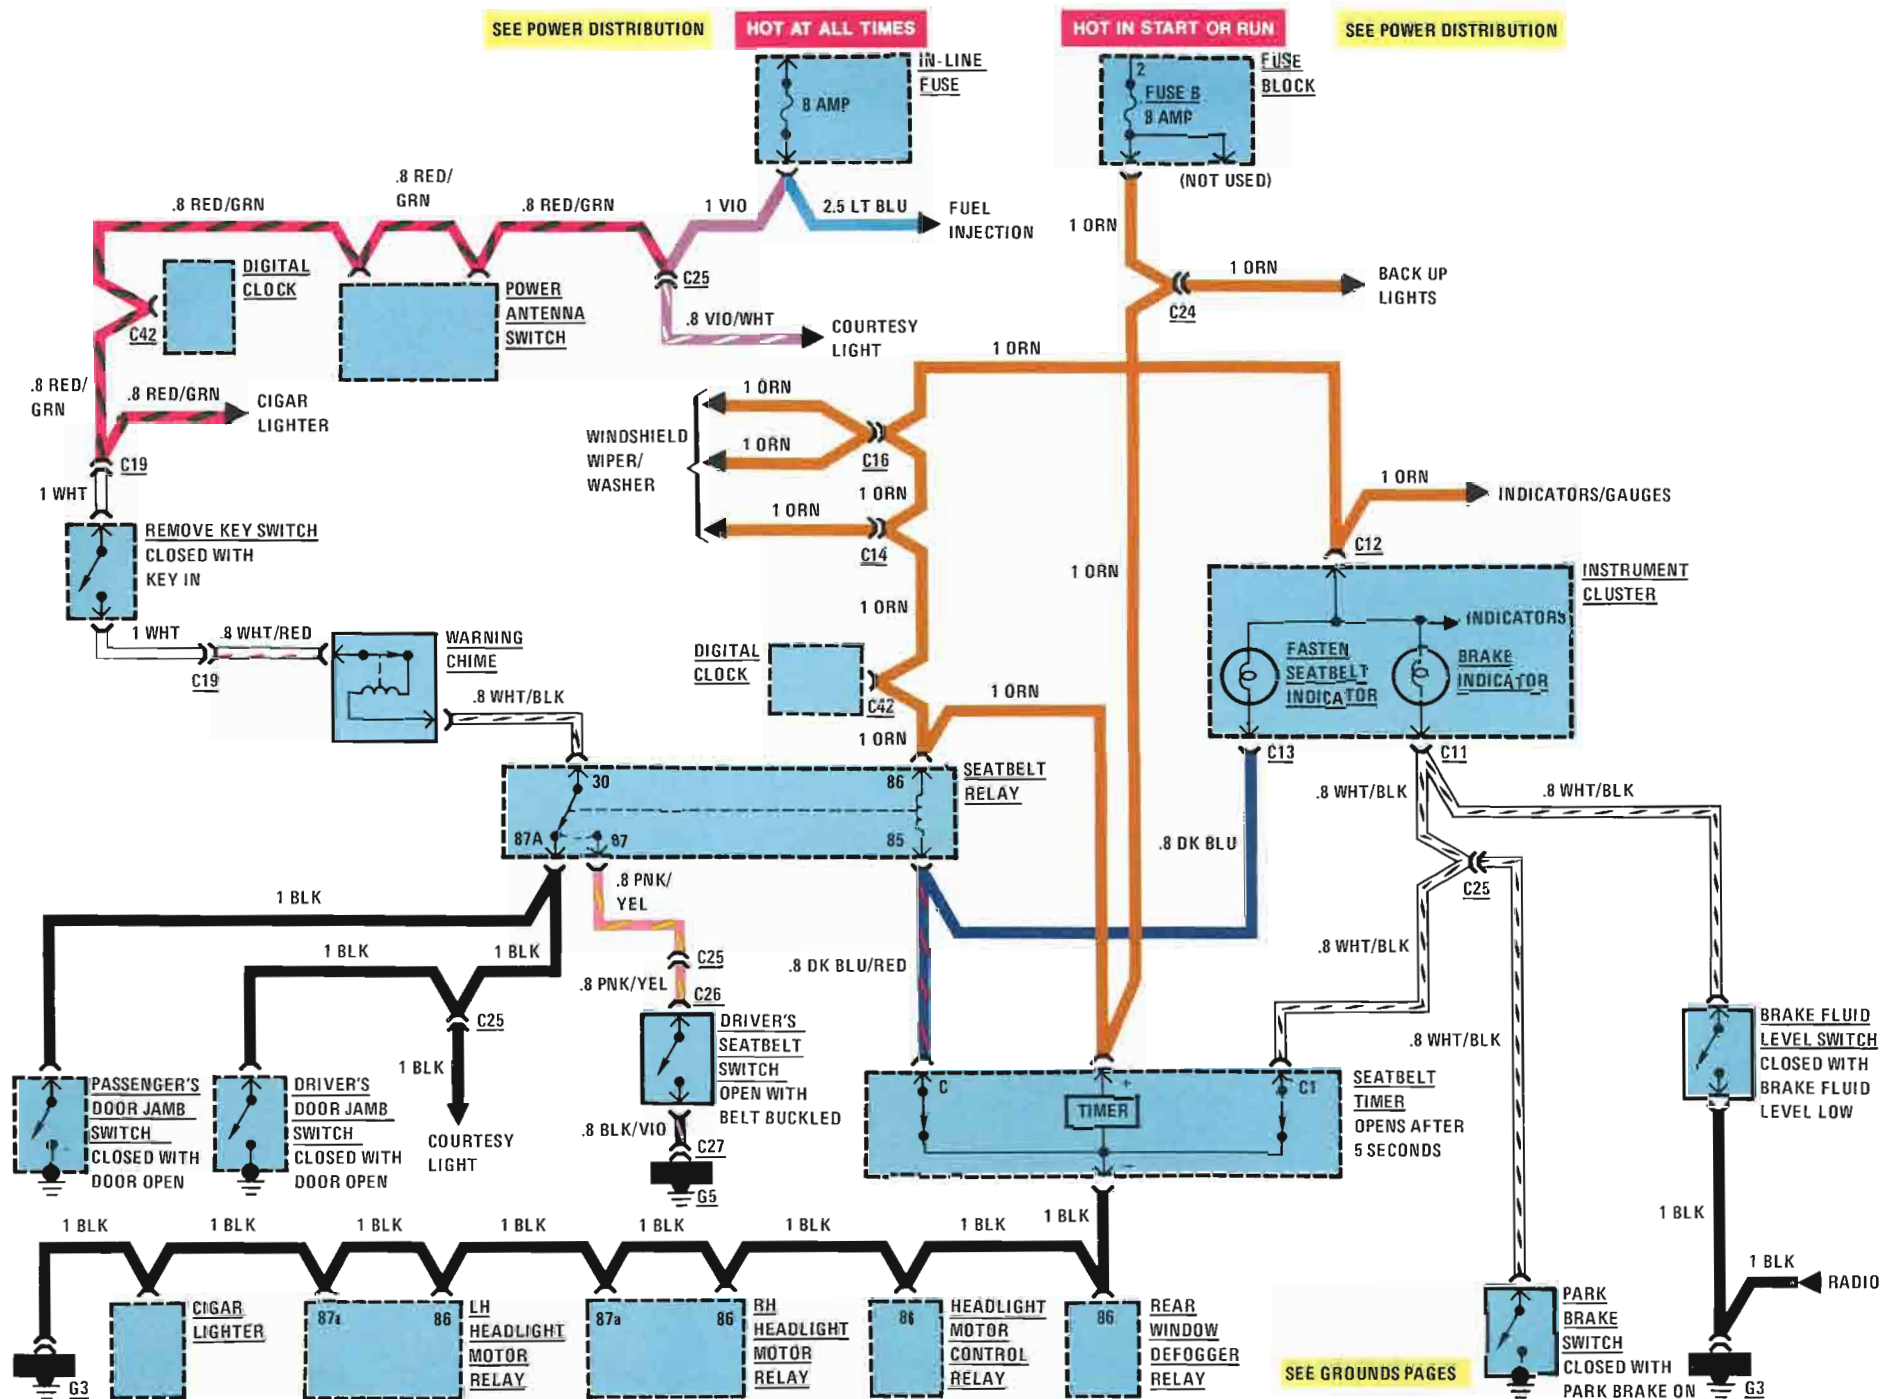 SEE POWER DISTRIBUTION
HOT AT ALL TIMES
HOT IN START OR RUN
SEE POWER DISTRIBUTION
IN-LINE
FUSE
8 AMP
2
FUSE B
8 AMP
FUSE
BLOCK
(NOT USED)
.8 RED/GRN
.8 RED/
GRN
.8 RED/GRN
1 VIO
2.5 LT BLU
FUEL
INJECTION
1 ORN
1 ORN
BACK UP
LIGHTS
C24
DIGITAL
CLOCK
C42
POWER
ANTENNA
SWITCH
C25
.8 VIO/WHT
COURTESY
LIGHT
1 ORN
.8 RED/
GRN
.8 RED/GRN
CIGAR
LIGHTER
1 ORN
1 ORN
WINDSHIELD
WIPER/
WASHER
C16
1 ORN
1 ORN
C14
1 ORN
INDICATORS/GAUGES
C12
C19
1 WHT
REMOVE KEY SWITCH
CLOSED WITH
KEY IN
1 ORN
1 ORN
INSTRUMENT
CLUSTER
INDICATORS
FASTEN
SEATBELT
INDICATOR
BRAKE
INDICATOR
1 WHT
.8 WHT/RED
C19
WARNING
CHIME
.8 WHT/BLK
DIGITAL
CLOCK
C42
1 ORN
1 ORN
C13
C11
30
86
87A
87
85
SEATBELT
RELAY
.8 WHT/BLK
.8 WHT/BLK
.8 DK BLU
C25
1 BLK
.8 PNK/
YEL
1 BLK
1 BLK
C25
.8 PNK/YEL
C26
.8 DK BLU/RED
.8 WHT/BLK
C25
1 BLK
COURTESY
LIGHT
DRIVER'S
SEATBELT
SWITCH
OPEN WITH
BELT BUCKLED
.8 BLK/VIO
C27
G5
PASSENGER'S
DOOR JAMB
SWITCH
CLOSED WITH
DOOR OPEN
DRIVER'S
DOOR JAMB
SWITCH
CLOSED WITH
DOOR OPEN
C
+
C1
TIMER
–
SEATBELT
TIMER
OPENS AFTER
5 SECONDS
.8 WHT/BLK
BRAKE FLUID
LEVEL SWITCH
CLOSED WITH
BRAKE FLUID
LEVEL LOW
1 BLK
1 BLK
1 BLK
1 BLK
1 BLK
1 BLK
1 BLK
1 BLK
1 BLK
1 BLK
RADIO
G3
CIGAR
LIGHTER
87a
86
LH
HEADLIGHT
MOTOR
RELAY
87a
86
RH
HEADLIGHT
MOTOR
RELAY
86
HEADLIGHT
MOTOR
CONTROL
RELAY
86
REAR
WINDOW
DEFOGGER
RELAY
SEE GROUNDS PAGES
PARK
BRAKE
SWITCH
CLOSED WITH
PARK BRAKE ON
G3